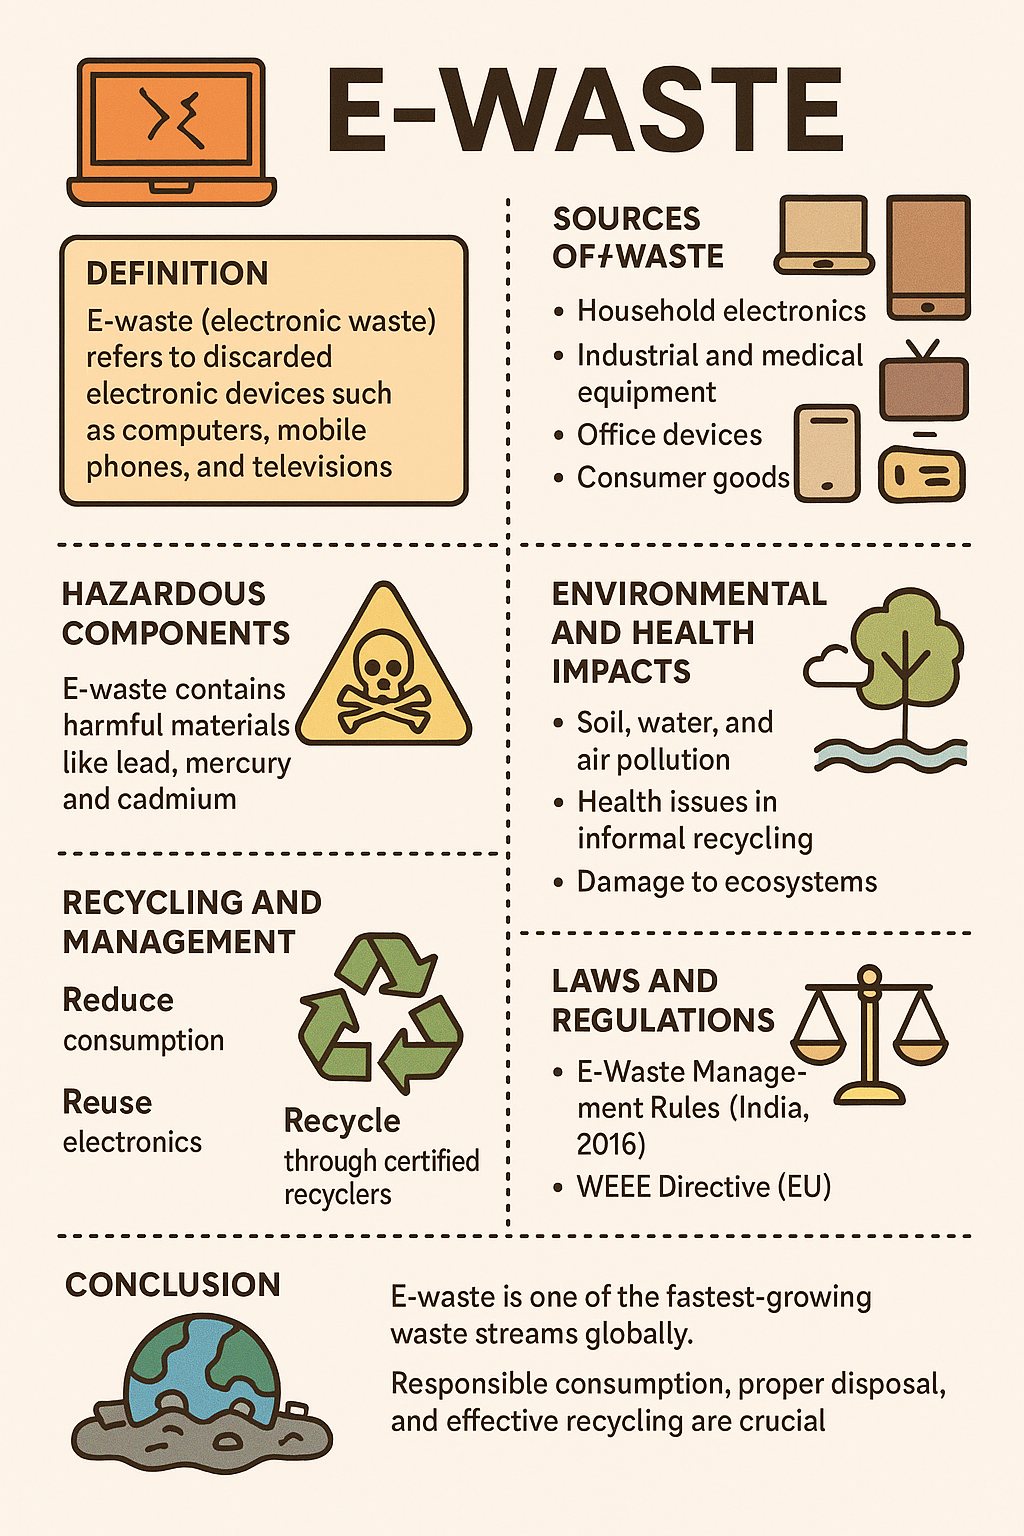 E-WASTE
DEFINITION
E-waste (electronic waste)
refers to discarded
electronic devices such
as computers, mobile
phones, and televisions
SOURCES
OF⚡WASTE
• Household electronics
• Industrial and medical
equipment
• Office devices
• Consumer goods
HAZARDOUS
COMPONENTS
E-waste contains
harmful materials
like lead, mercury
and cadmium
ENVIRONMENTAL
AND HEALTH
IMPACTS
• Soil, water, and
air pollution
• Health issues in
informal recycling
• Damage to ecosystems
RECYCLING AND
MANAGEMENT
Reduce
consumption
Reuse
electronics
Recycle
through certified
recyclers
LAWS AND
REGULATIONS
• E-Waste Manage-
ment Rules (India,
2016)
• WEEE Directive (EU)
CONCLUSION
E-waste is one of the fastest-growing
waste streams globally.
Responsible consumption, proper disposal,
and effective recycling are crucial